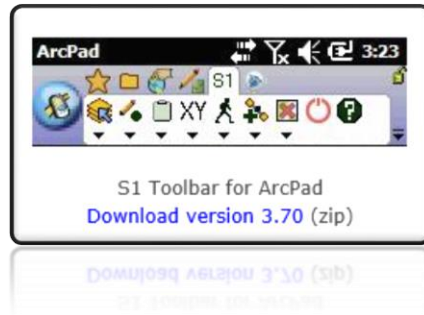 ArcPad 3:23
S1
XY ?
S1 Toolbar for ArcPad
Download version 3.70 (zip)